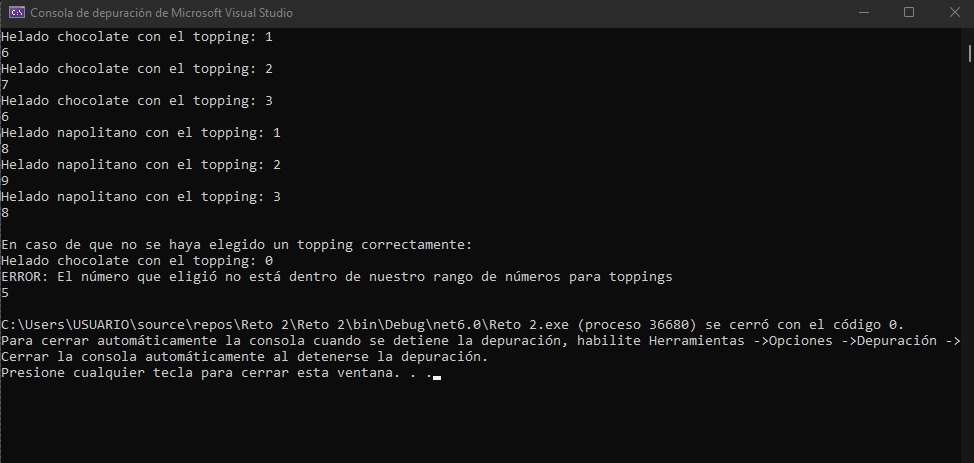 Consola de depuración de Microsoft Visual Studio
Helado chocolate con el topping: 1
6
Helado chocolate con el topping: 2
7
Helado chocolate con el topping: 3
6
Helado napolitano con el topping: 1
8
Helado napolitano con el topping: 2
9
Helado napolitano con el topping: 3
8
En caso de que no se haya elegido un topping correctamente:
Helado chocolate con el topping: 0
ERROR: El número que eligió no está dentro de nuestro rango de números para toppings
5
C:\Users\USUARIO\source\repos\Reto 2\Reto 2\bin\Debug\net6.0\Reto 2.exe (proceso 36680) se cerró con el código 0.
Para cerrar automáticamente la consola cuando se detiene la depuración, habilite Herramientas ->Opciones ->Depuración ->
Cerrar la consola automáticamente al detenerse la depuración.
Presione cualquier tecla para cerrar esta ventana. . .